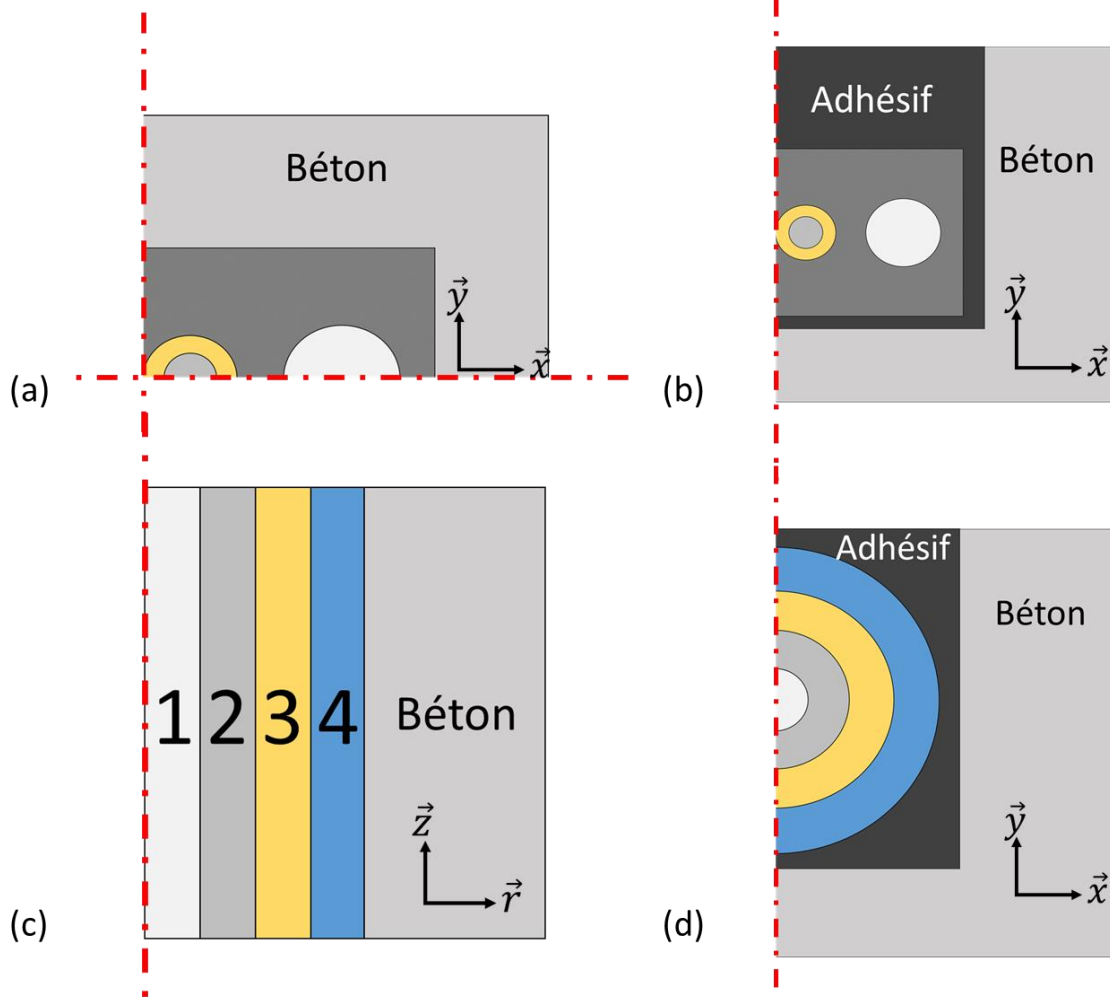 Béton
y⃗
x⃗
(a)
Adhésif
Béton
y⃗
x⃗
(b)
1 2 3 4 Béton
z⃗
r⃗
(c)
Adhésif
Béton
y⃗
x⃗
(d)